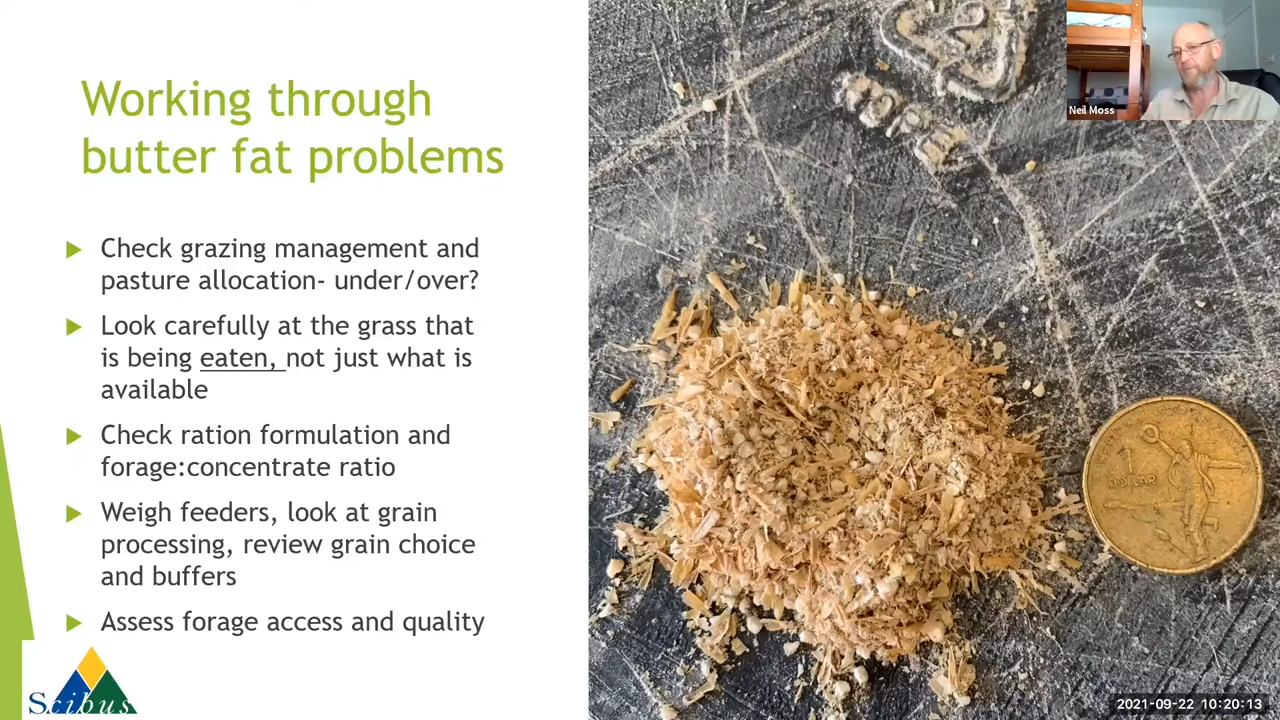 Working through
butter fat problems
Check grazing management and
pasture allocation- under/over?
Look carefully at the grass that
is being eaten, not just what is
available
Check ration formulation and
forage:concentrate ratio
Weigh feeders, look at grain
processing, review grain choice
and buffers
Assess forage access and quality
Scibus
2
HDPE
1
DOLLAR
Neil Moss
2021-09-22 10:20:13